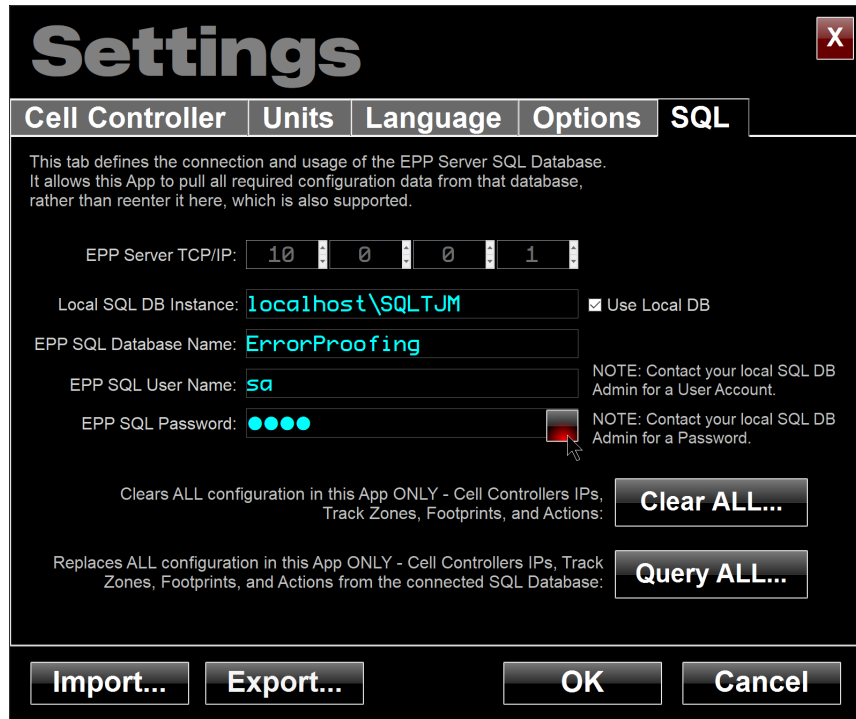 Settings
X
Cell Controller
Units
Language
Options
SQL
This tab defines the connection and usage of the EPP Server SQL Database.
It allows this App to pull all required configuration data from that database,
rather than reenter it here, which is also supported.
EPP Server TCP/IP: 10 0 0 1
Local SQL DB Instance: localhost\SQLTJM Use Local DB
EPP SQL Database Name: ErrorProofing
EPP SQL User Name: sa
NOTE: Contact your local SQL DB
Admin for a User Account.
EPP SQL Password: ●●●●
NOTE: Contact your local SQL DB
Admin for a Password.
Clears ALL configuration in this App ONLY - Cell Controllers IPs,
Track Zones, Footprints, and Actions:
Clear ALL...
Replaces ALL configuration in this App ONLY - Cell Controllers IPs, Track
Zones, Footprints, and Actions from the connected SQL Database:
Query ALL...
Import...
Export...
OK
Cancel